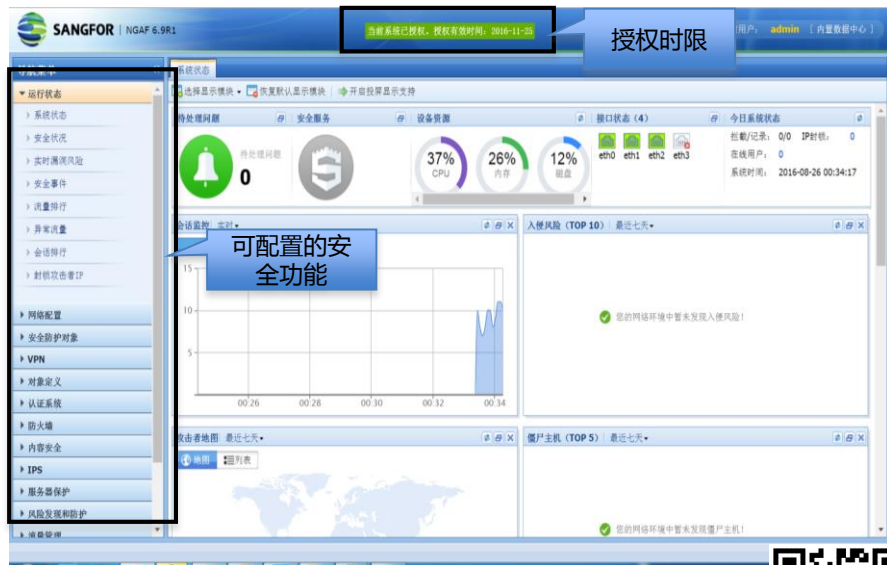 SANGFOR | NGAF 6.9R1
当前系统已授权，授权有效时间：2016-11-25
授权时限
用户： admin [ 内置数据中心 ]
系统状态
运行状态
选择显示模块 恢复默认显示模块 开启投屏显示支持
系统状态
安全状况
实时漏洞风险
安全事件
流量排行
异常流量
会话排行
封锁攻击者IP
网络配置
安全防护对象
VPN
对象定义
认证系统
防火墙
内容安全
IPS
服务器保护
风险发现和防护
流量管理
待处理问题
待处理问题
0
安全服务
设备资源
37%
CPU
26%
内存
12%
磁盘
接口状态 (4)
eth0 eth1 eth2 eth3
今日系统状态
拦截/记录： 0/0 IP封锁： 0
在线用户： 0
系统时间： 2016-08-26 00:34:17
会话监控 实时
可配置的安
全功能
15
10
5
00:26 00:28 00:30 00:32 00:34
入侵风险 (TOP 10) 最近七天
您的网络环境中暂未发现入侵风险！
攻击者地图 最近七天
地图 列表
僵尸主机 (TOP 5) 最近七天
您的网络环境中暂未发现僵尸主机！